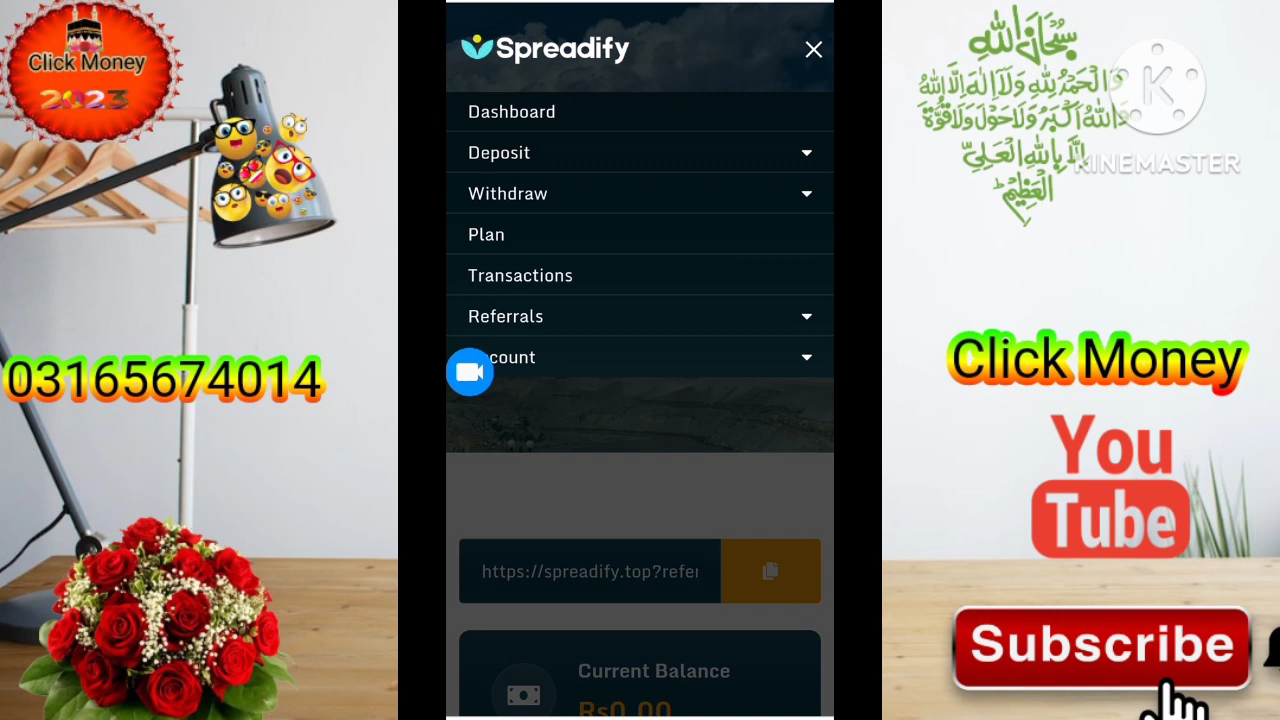 Click Money
2023
03165674014
Spreadify
Dashboard
Deposit
Withdraw
Plan
Transactions
Referrals
count
https://spreadify.top?refer
Current Balance
Rs0.00
سُبْحَانَ اللهِ
وَالْحَمْدُ لِلّٰهِ وَلَآ اِلٰهَ اِلَّا اللهُ
وَاللهُ اَكْبَرُ وَلَا حَوْلَ وَلَا قُوَّةَ
اِلَّا بِاللهِ الْعَلِيِّ
الْعَظِيْمِ
K
KINEMASTER
Click Money
You
Tube
Subscribe